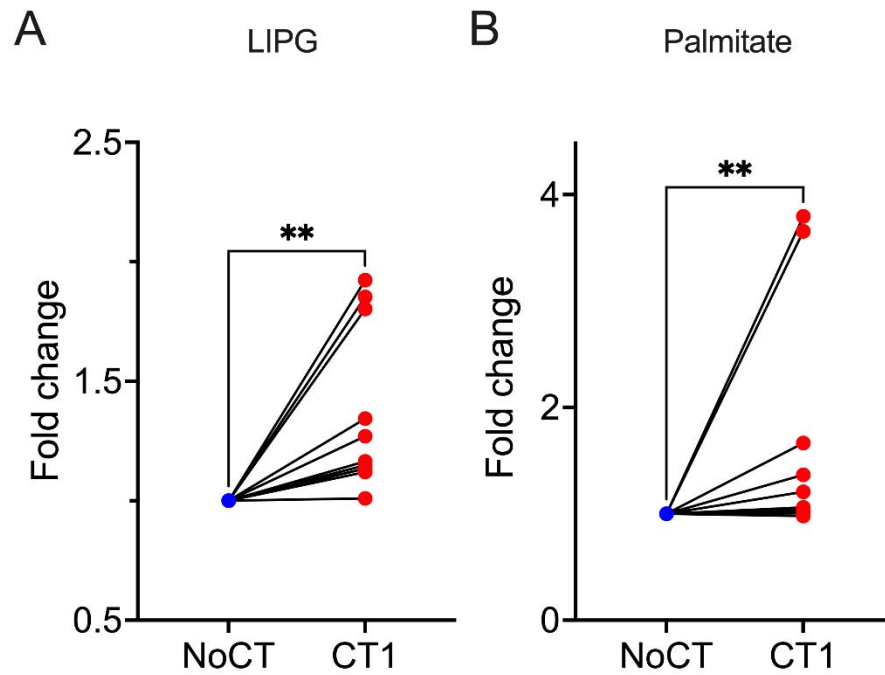 A
LIPG
Fold change
2.5
1.5
0.5
**
NoCT
CT1
B
Palmitate
Fold change
4
2
0
**
NoCT
CT1